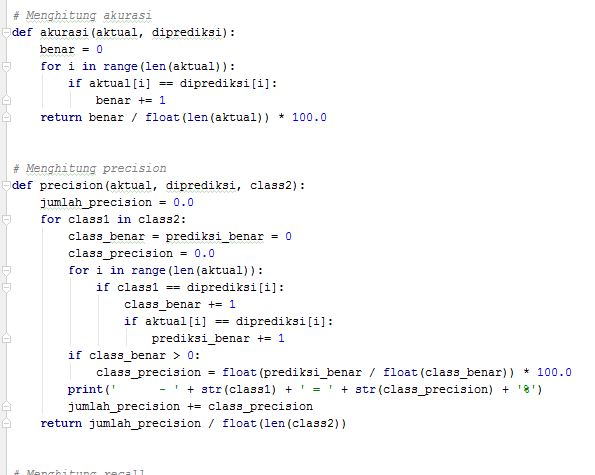 # Menghitung akurasi
def akurasi(aktual, diprediksi):
    benar = 0
    for i in range(len(aktual)):
        if aktual[i] == diprediksi[i]:
            benar += 1
    return benar / float(len(aktual)) * 100.0
# Menghitung precision
def precision(aktual, diprediksi, class2):
    jumlah_precision = 0.0
    for class1 in class2:
        class_benar = prediksi_benar = 0
        class_precision = 0.0
        for i in range(len(aktual)):
            if class1 == diprediksi[i]:
                class_benar += 1
                if aktual[i] == diprediksi[i]:
                    prediksi_benar += 1
        if class_benar > 0:
            class_precision = float(prediksi_benar / float(class_benar)) * 100.0
        print('      - ' + str(class1) + ' = ' + str(class_precision) + '%')
        jumlah_precision += class_precision
    return jumlah_precision / float(len(class2))
# Menghitung recall